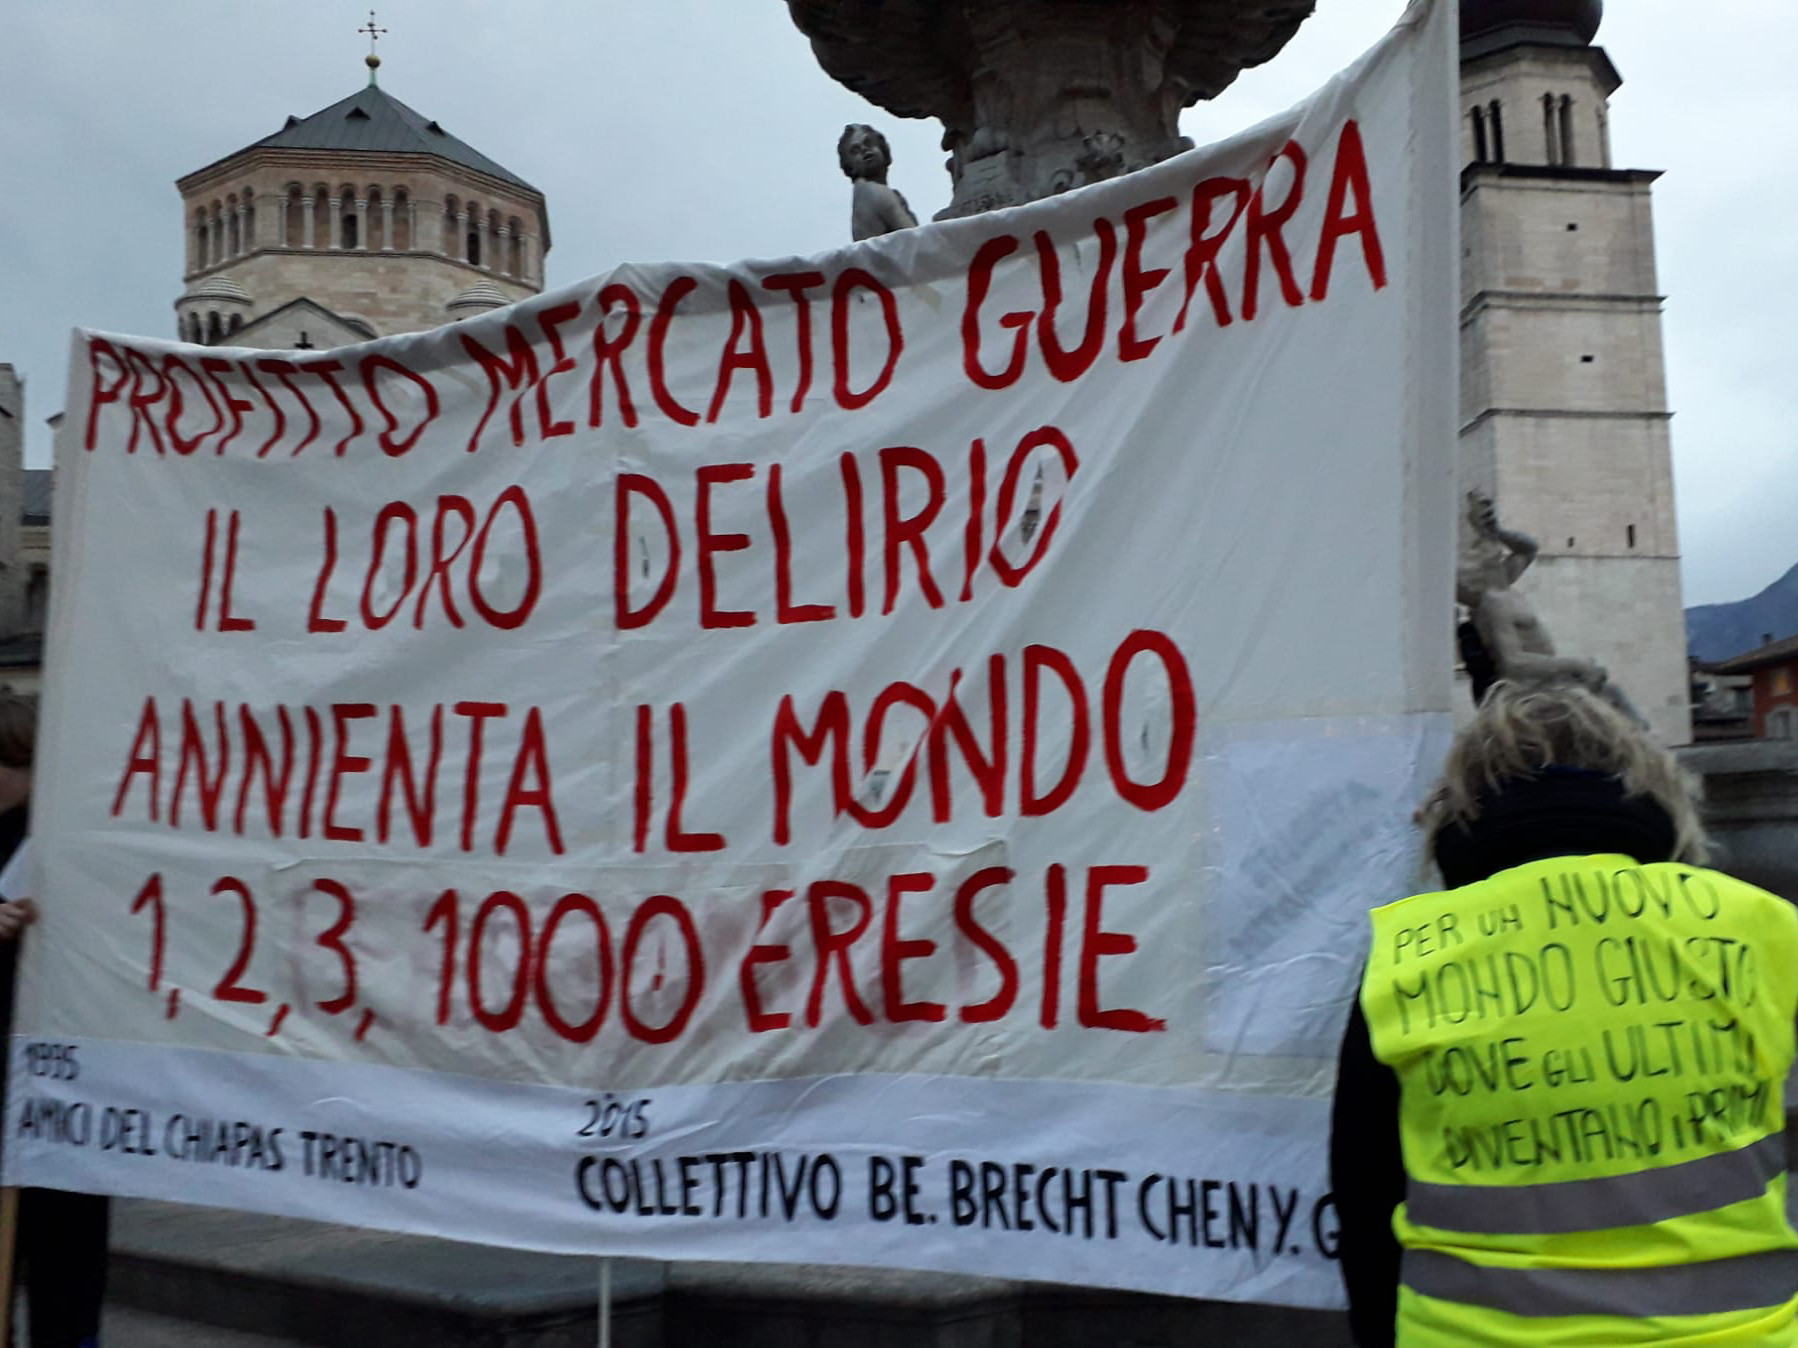 PROFITTO MERCATO GUERRA
IL LORO DELIRIO
ANNIENTA IL MONDO
1, 2, 3, 1000 ERESIE
1995
AMICI DEL CHIAPAS TRENTO
2015
COLLETTIVO BE. BRECHT CHEN Y. G
PER UN NUOVO
MONDO GIUSTO
DOVE GLI ULTIMI
DIVENTANO I PRIMI